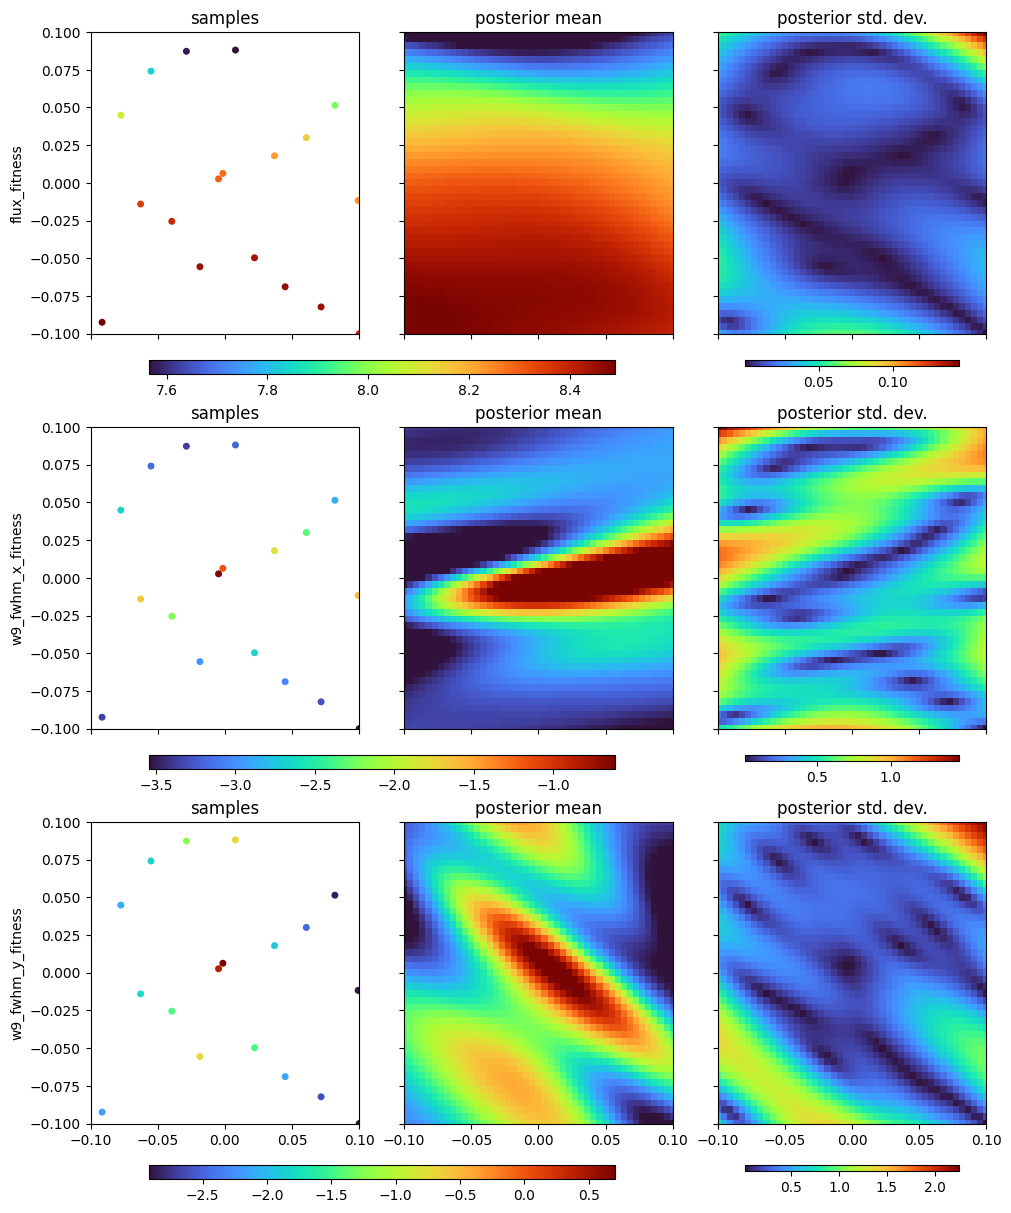 samples posterior mean posterior std. dev.
flux_fitness
0.100
0.075
0.050
0.025
0.000
−0.025
−0.050
−0.075
−0.100
7.6 7.8 8.0 8.2 8.4 0.05 0.10
samples posterior mean posterior std. dev.
w9_fwhm_x_fitness
0.100
0.075
0.050
0.025
0.000
−0.025
−0.050
−0.075
−0.100
−3.5 −3.0 −2.5 −2.0 −1.5 −1.0 0.5 1.0
samples posterior mean posterior std. dev.
w9_fwhm_y_fitness
0.100
0.075
0.050
0.025
0.000
−0.025
−0.050
−0.075
−0.100
−0.10 −0.05 0.00 0.05 0.10 −0.10 −0.05 0.00 0.05 0.10 −0.10 −0.05 0.00 0.05 0.10
−2.5 −2.0 −1.5 −1.0 −0.5 0.0 0.5 0.5 1.0 1.5 2.0